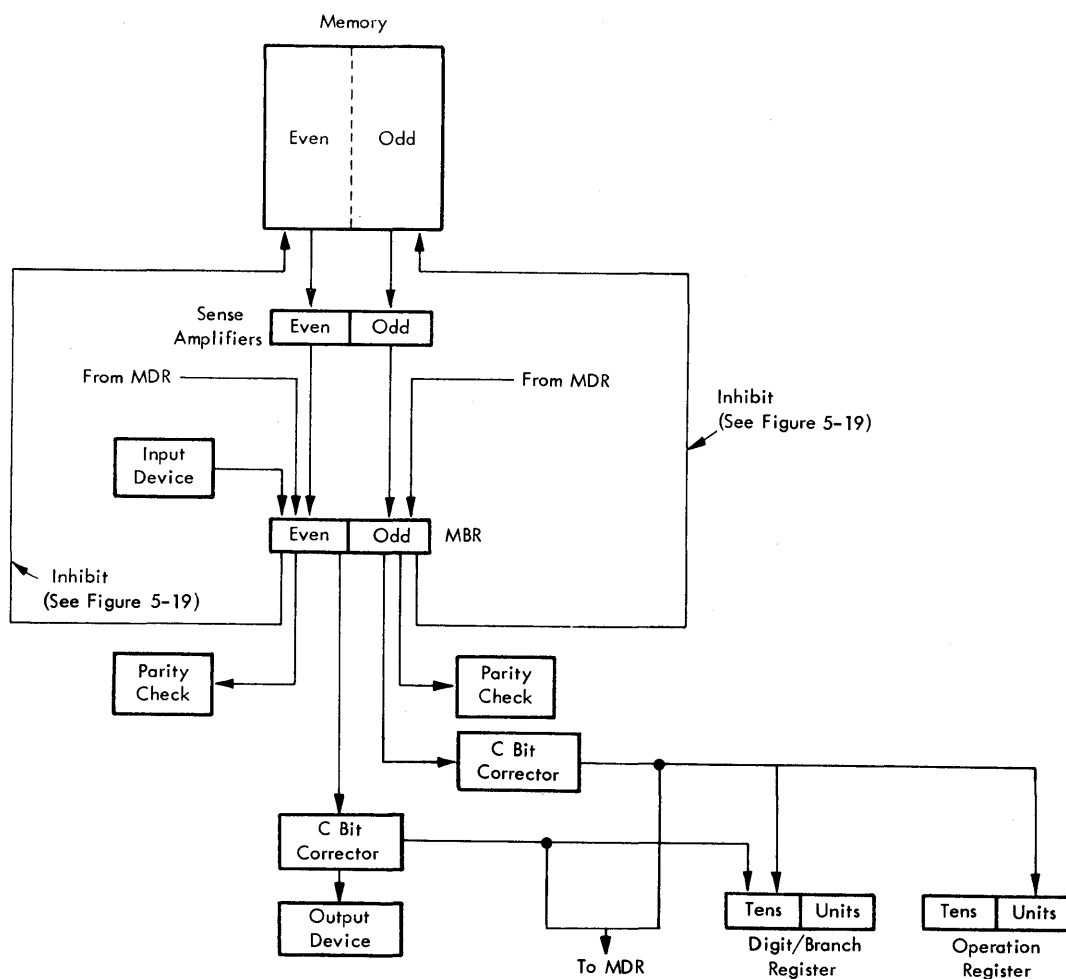 Memory
Even Odd
Sense
Amplifiers
Even Odd
From MDR
From MDR
Inhibit
(See Figure 5-19)
Input
Device
Even Odd MBR
Inhibit
(See Figure 5-19)
Parity
Check
Parity
Check
C Bit
Corrector
C Bit
Corrector
Output
Device
Tens Units
Digit/Branch
Register
Tens Units
Operation
Register
To MDR